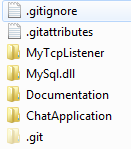 .gitignore
.gitattributes
MyTcpListener
MySql.dll
Documentation
ChatApplication
.git